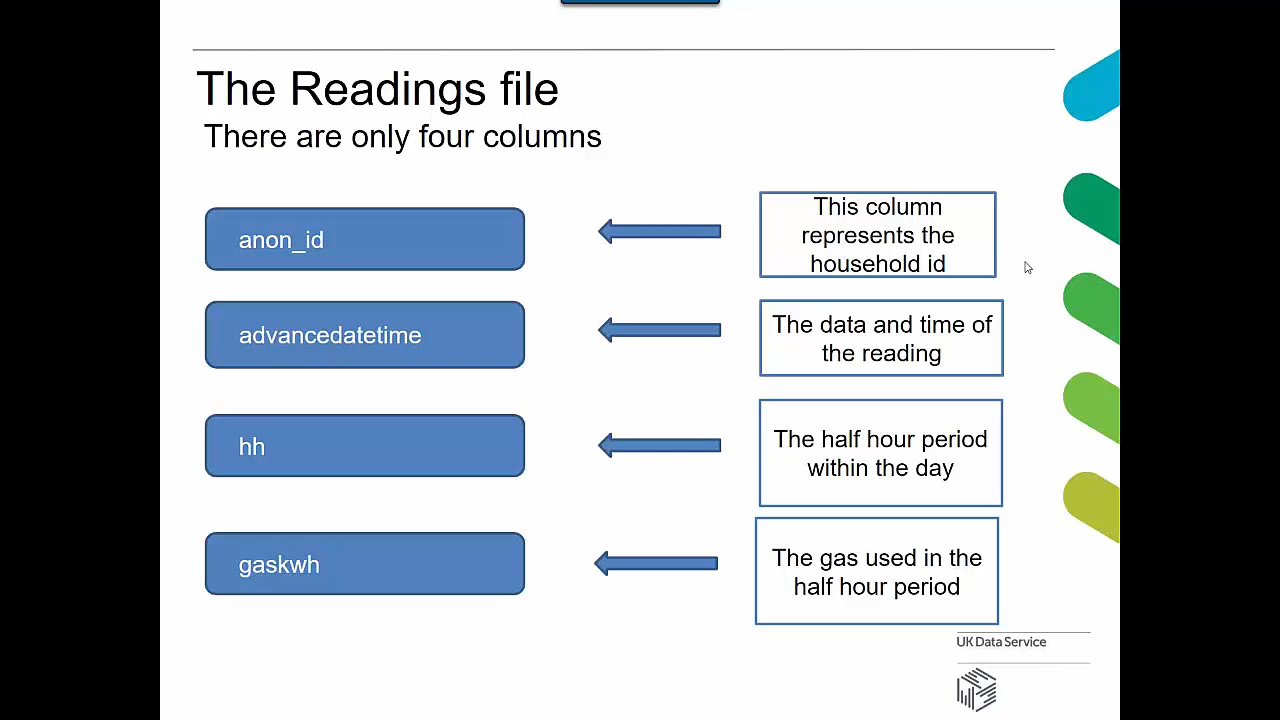 The Readings file
There are only four columns
anon_id
This column
represents the
household id
advancedatetime
The data and time of
the reading
hh
The half hour period
within the day
gaskwh
The gas used in the
half hour period
UK Data Service